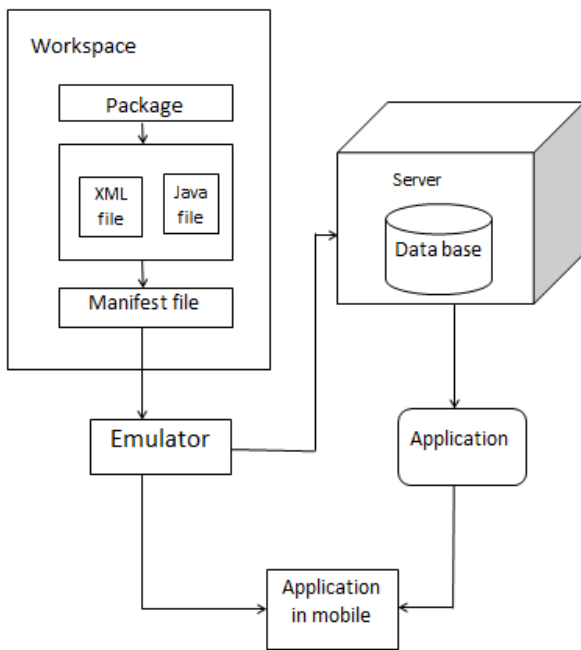 Workspace
Package
XML
file
Java
file
Manifest file
Server
Data base
Emulator
Application
Application
in mobile